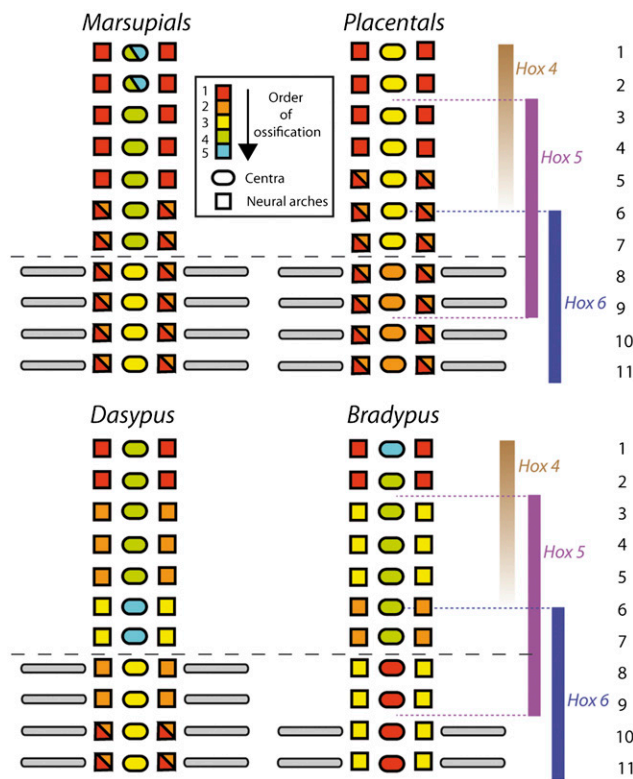 Marsupials
Placentals
1
2
3
4
5
Order
of
ossification
Centra
Neural arches
Hox 4
Hox 5
Hox 6
1
2
3
4
5
6
7
8
9
10
11
Dasypus
Bradypus
Hox 4
Hox 5
Hox 6
1
2
3
4
5
6
7
8
9
10
11